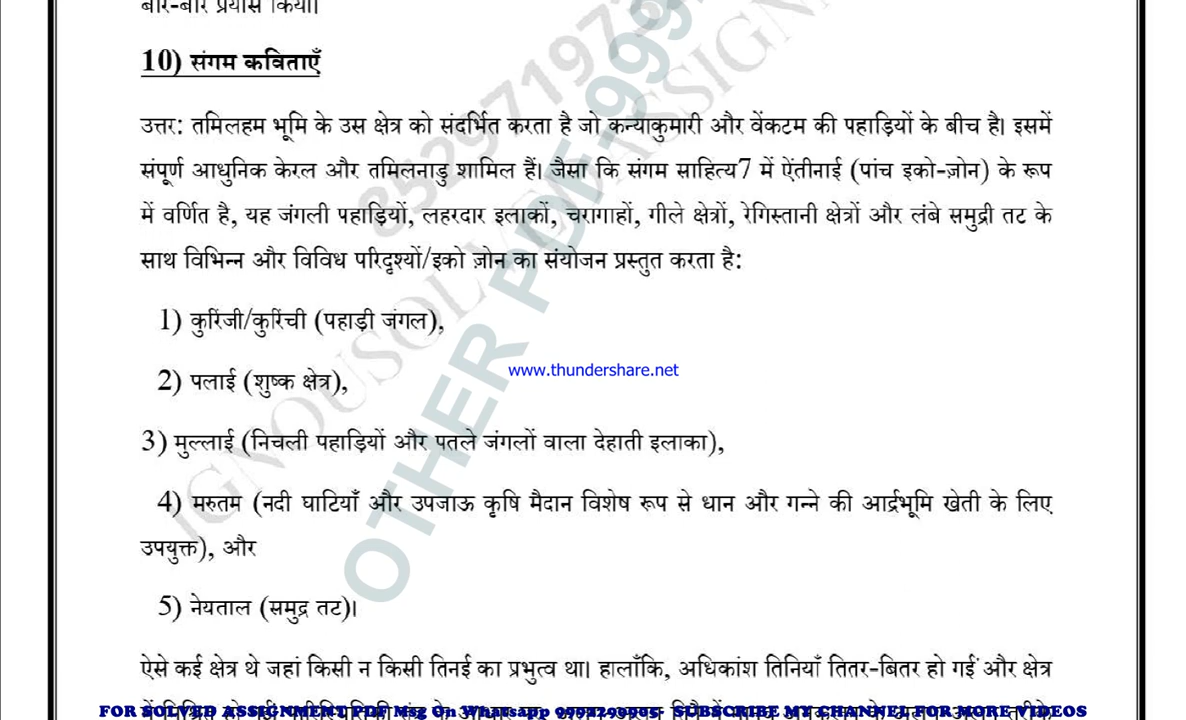 बार-बार प्रयास किया।
10) संगम कविताएँ
उत्तर: तमिलहम भूमि के उस क्षेत्र को संदर्भित करता है जो कन्याकुमारी और वेंकटम की पहाड़ियों के बीच है। इसमें
संपूर्ण आधुनिक केरल और तमिलनाडु शामिल हैं। जैसा कि संगम साहित्य7 में ऐंतीनाई (पांच इको-ज़ोन) के रूप
में वर्णित है, यह जंगली पहाड़ियों, लहरदार इलाकों, चरागाहों, गीले क्षेत्रों, रेगिस्तानी क्षेत्रों और लंबे समुद्री तट के
साथ विभिन्न और विविध परिदृश्यों/इको ज़ोन का संयोजन प्रस्तुत करता है:
1) कुरिंजी/कुरिंची (पहाड़ी जंगल),
www.thundershare.net
2) पलाई (शुष्क क्षेत्र),
3) मुल्लाई (निचली पहाड़ियों और पतले जंगलों वाला देहाती इलाका),
4) मरुतम (नदी घाटियाँ और उपजाऊ कृषि मैदान विशेष रूप से धान और गन्ने की आर्द्रभूमि खेती के लिए
उपयुक्त), और
5) नेयताल (समुद्र तट)।
ऐसे कई क्षेत्र थे जहां किसी न किसी तिनई का प्रभुत्व था। हालाँकि, अधिकांश तिनियाँ तितर-बितर हो गईं और क्षेत्र
FOR SOLVED ASSIGNMENT PDF Msg On Whatsapp SUBSCRIBE MY CHANNEL FOR MORE VIDEOS
OTHER PDF-999